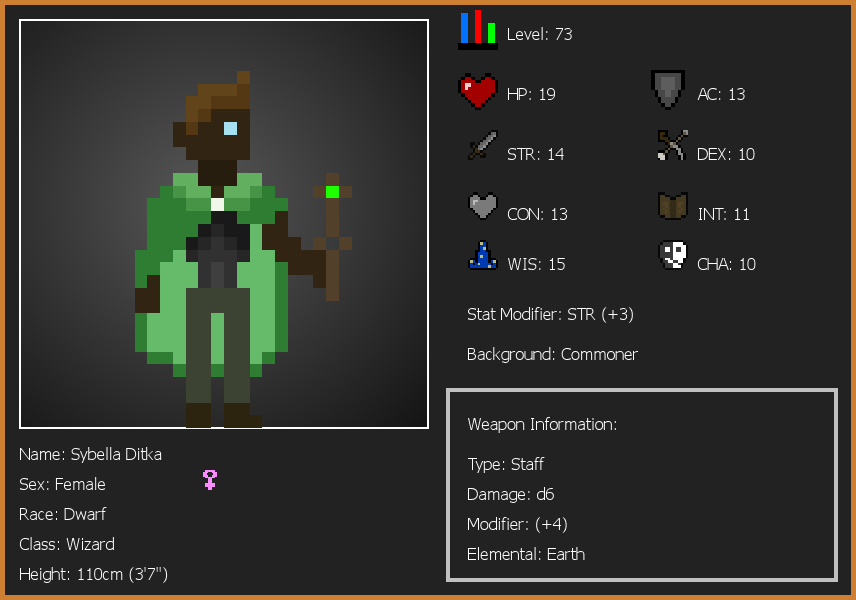 Level: 73
HP: 19
AC: 13
STR: 14
DEX: 10
CON: 13
INT: 11
WIS: 15
CHA: 10
Stat Modifier: STR (+3)
Background: Commoner
Weapon Information:
Type: Staff
Damage: d6
Modifier: (+4)
Elemental: Earth
Name: Sybella Ditka
Sex: Female
Race: Dwarf
Class: Wizard
Height: 110cm (3'7")